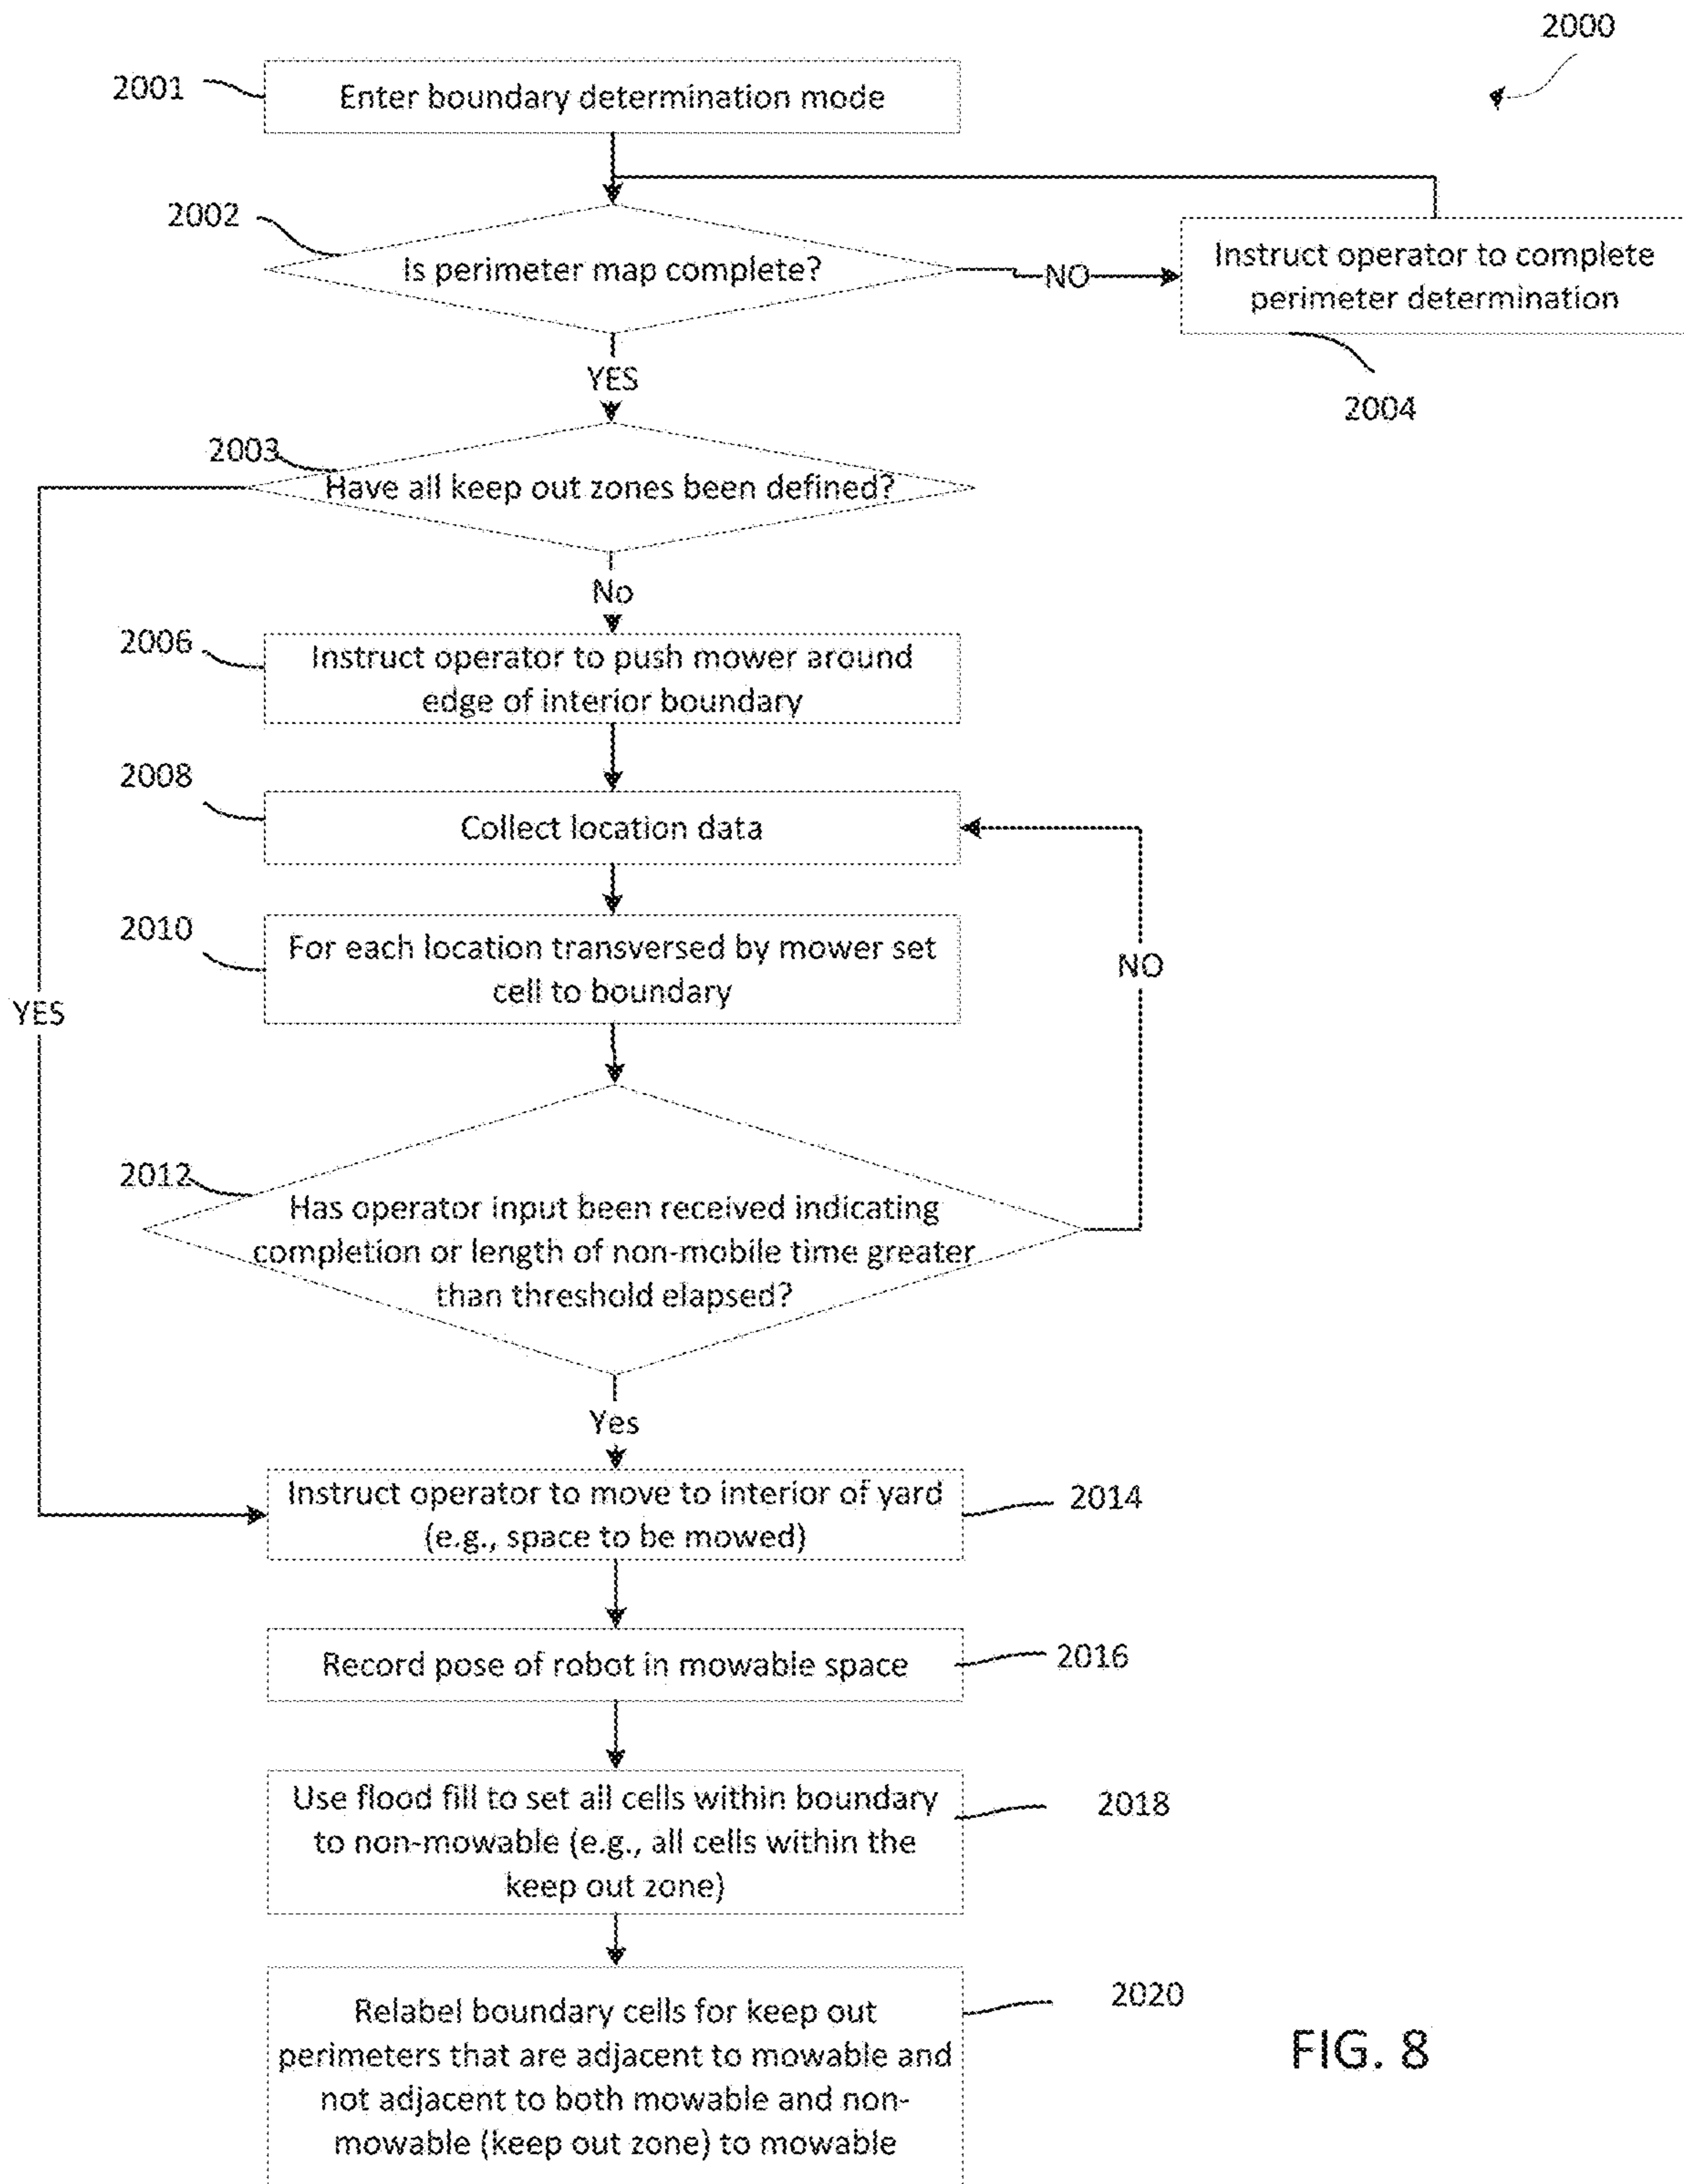 2000
2001
Enter boundary determination mode
2002
Is perimeter map complete?
NO
Instruct operator to complete
perimeter determination
2004
YES
2003
Have all keep out zones been defined?
No
2006
Instruct operator to push mower around
edge of interior boundary
2008
Collect location data
2010
For each location transversed by mower set
cell to boundary
NO
YES
2012
Has operator input been received indicating
completion or length of non-mobile time greater
than threshold elapsed?
Yes
Instruct operator to move to interior of yard
(e.g., space to be mowed)
2014
Record pose of robot in mowable space
2016
Use flood fill to set all cells within boundary
to non-mowable (e.g., all cells within the
keep out zone)
2018
Relabel boundary cells for keep out
perimeters that are adjacent to mowable and
not adjacent to both mowable and non-
mowable (keep out zone) to mowable
2020
FIG. 8